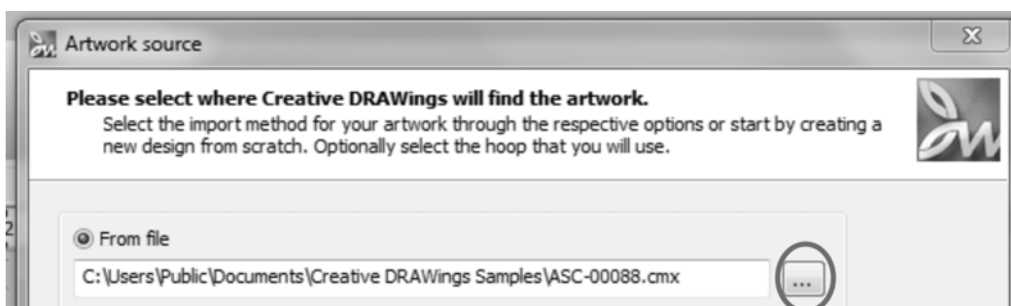 Artwork source
Please select where Creative DRAWings will find the artwork.
Select the import method for your artwork through the respective options or start by creating a
new design from scratch. Optionally select the hoop that you will use.
2
From file
C:\Users\Public\Documents\Creative DRAWings Samples\ASC-00088.cmx
...